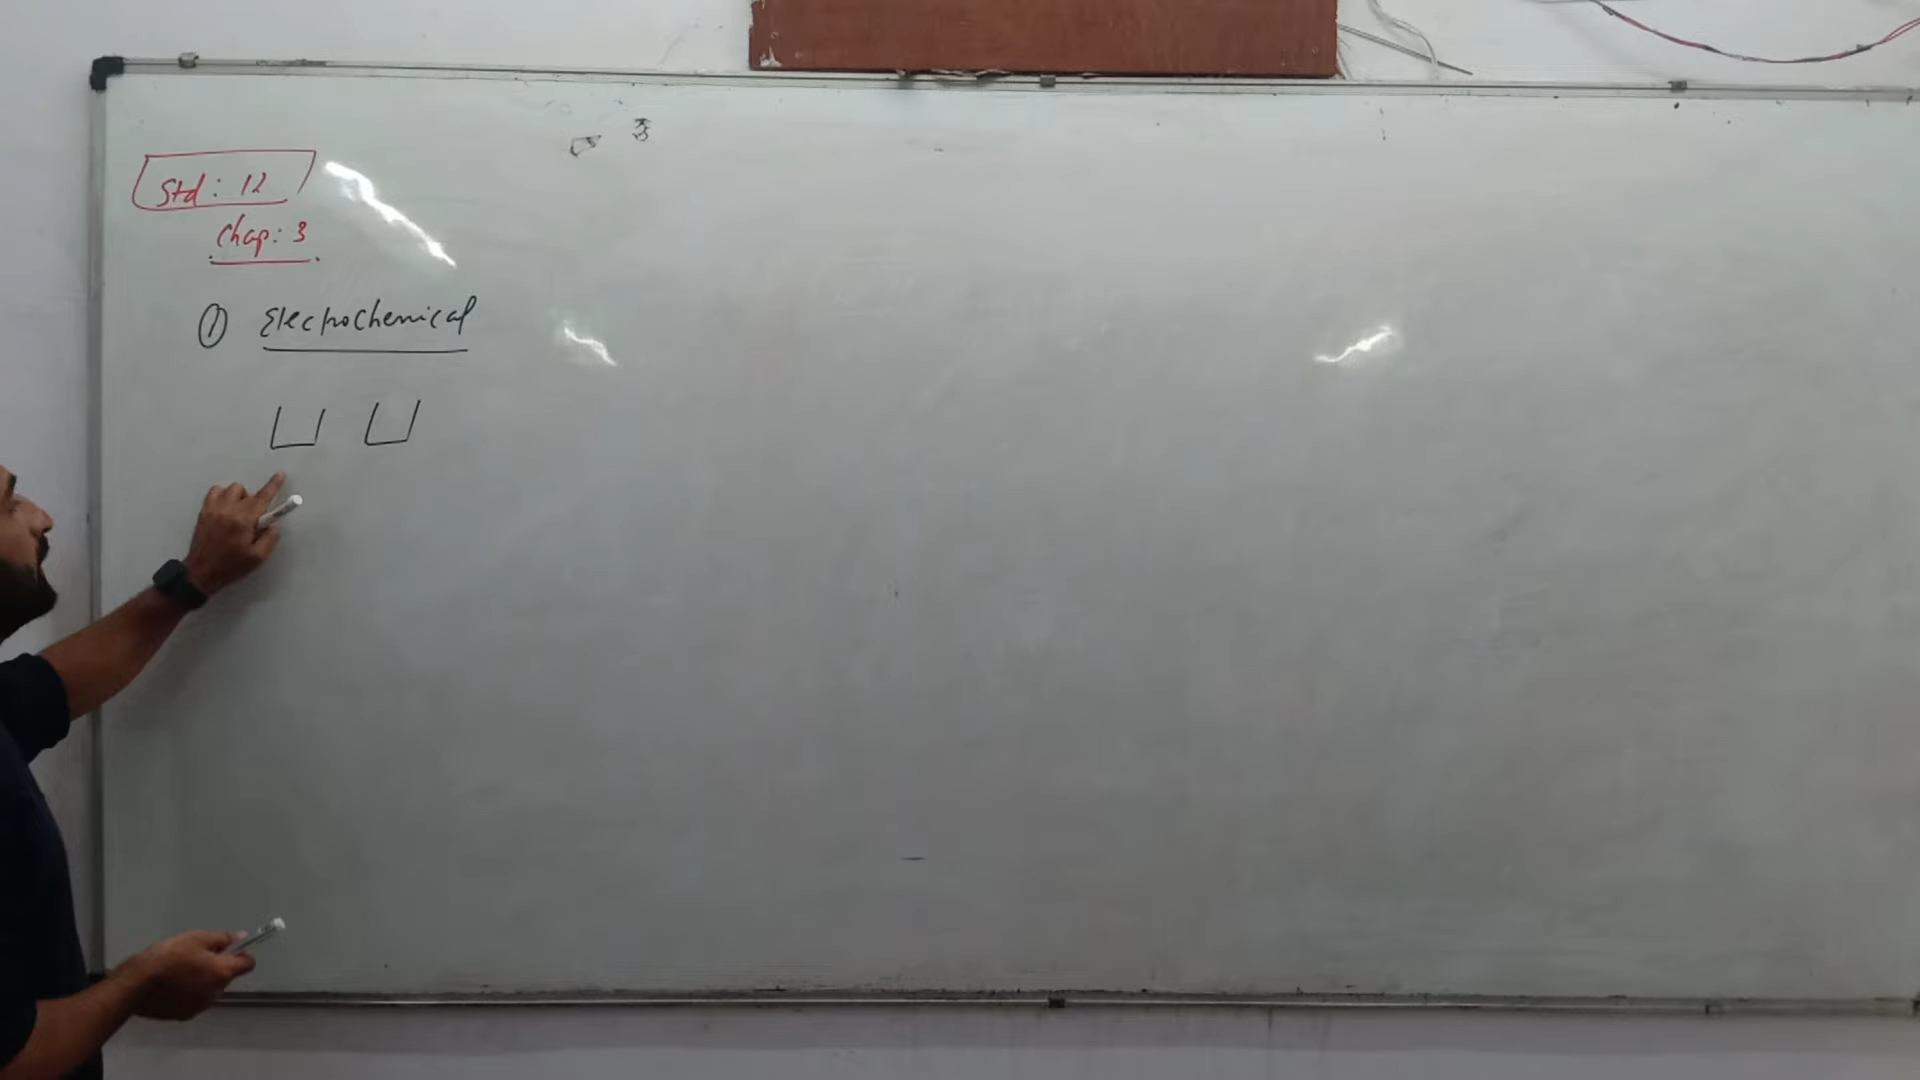 Std: 12
Chap: 3
① Electrochemical